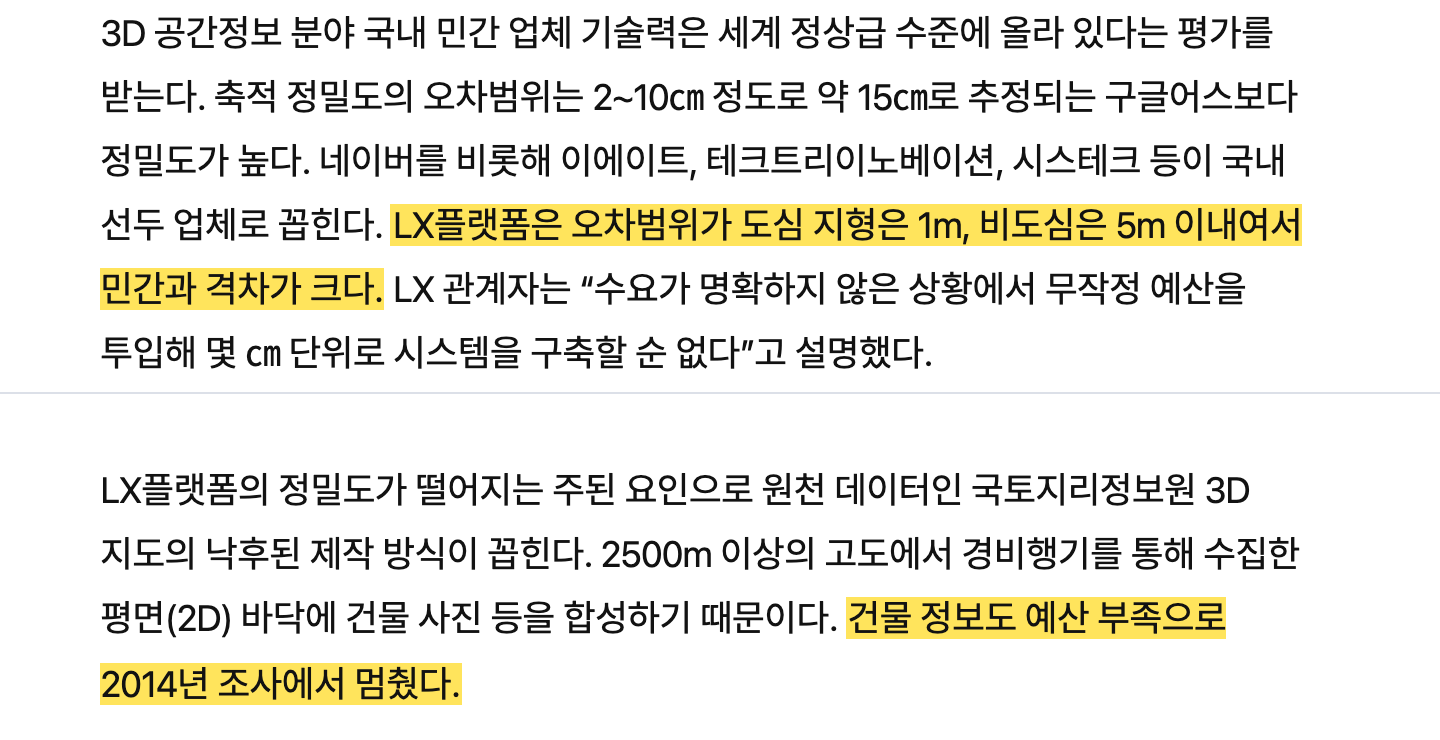 3D 공간정보 분야 국내 민간 업체 기술력은 세계 정상급 수준에 올라 있다는 평가를
받는다. 축적 정밀도의 오차범위는 2~10㎝ 정도로 약 15㎝로 추정되는 구글어스보다
정밀도가 높다. 네이버를 비롯해 이에이트, 테크트리이노베이션, 시스테크 등이 국내
선두 업체로 꼽힌다. LX플랫폼은 오차범위가 도심 지형은 1m, 비도심은 5m 이내여서
민간과 격차가 크다. LX 관계자는 “수요가 명확하지 않은 상황에서 무작정 예산을
투입해 몇 ㎝ 단위로 시스템을 구축할 순 없다”고 설명했다.
LX플랫폼의 정밀도가 떨어지는 주된 요인으로 원천 데이터인 국토지리정보원 3D
지도의 낙후된 제작 방식이 꼽힌다. 2500m 이상의 고도에서 경비행기를 통해 수집한
평면(2D) 바닥에 건물 사진 등을 합성하기 때문이다. 건물 정보도 예산 부족으로
2014년 조사에서 멈췄다.